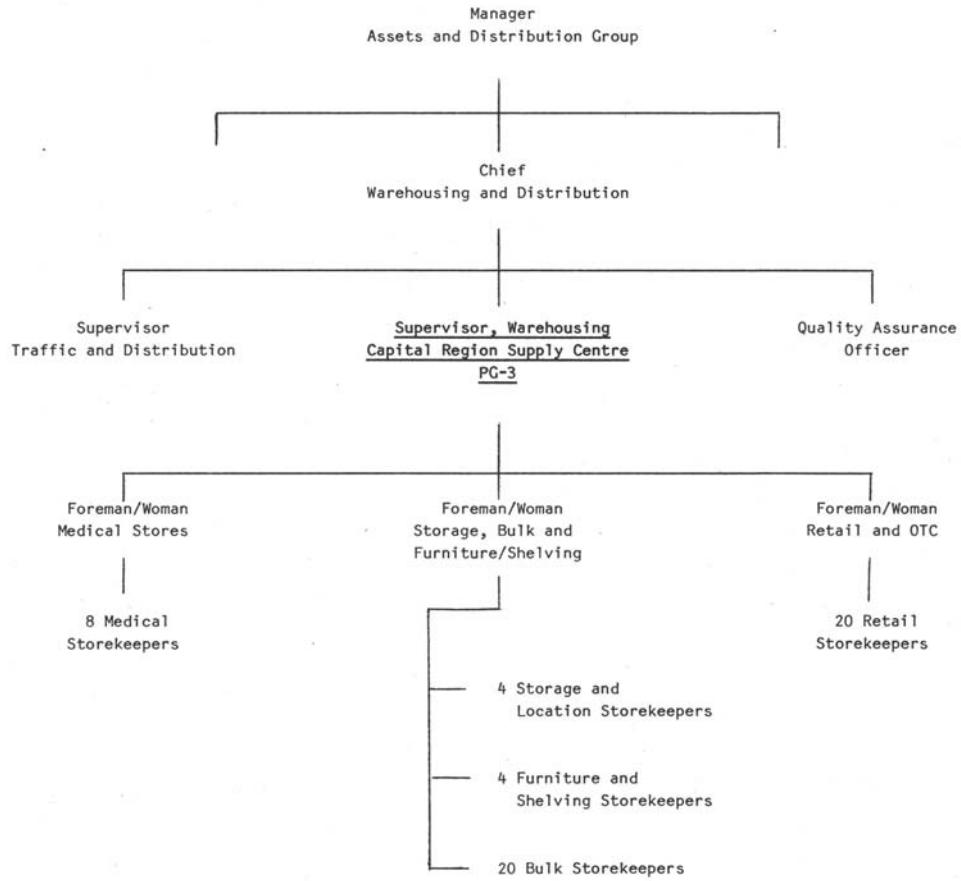 Manager
Assets and Distribution Group
Chief
Warehousing and Distribution
Supervisor
Traffic and Distribution
Supervisor, Warehousing
Capital Region Supply Centre
PG-3
Quality Assurance
Officer
Foreman/Woman
Medical Stores
Foreman/Woman
Storage, Bulk and
Furniture/Shelving
Foreman/Woman
Retail and OTC
8 Medical
Storekeepers
20 Retail
Storekeepers
4 Storage and
Location Storekeepers
4 Furniture and
Shelving Storekeepers
20 Bulk Storekeepers